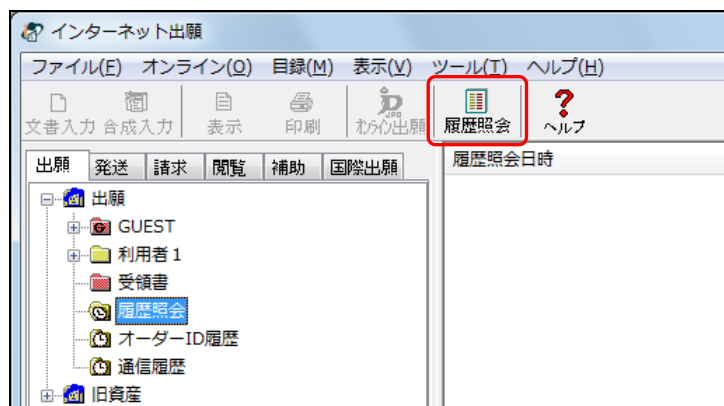 インターネット出願
ファイル(F) オンライン(O) 目録(M) 表示(V) ツール(T) ヘルプ(H)
文書入力 合成入力 表示 印刷 オンライン出願 履歴照会 ヘルプ
出願 発送 請求 閲覧 補助 国際出願
履歴照会日時
出願
GUEST
利用者1
受領書
履歴照会
オーダーID履歴
通信履歴
旧資産